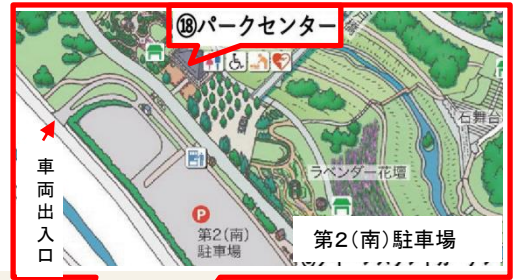 ⑱パークセンター
石舞台
ラベンダー花壇
車両出入口
P
第2(南)
駐車場
第2(南)駐車場